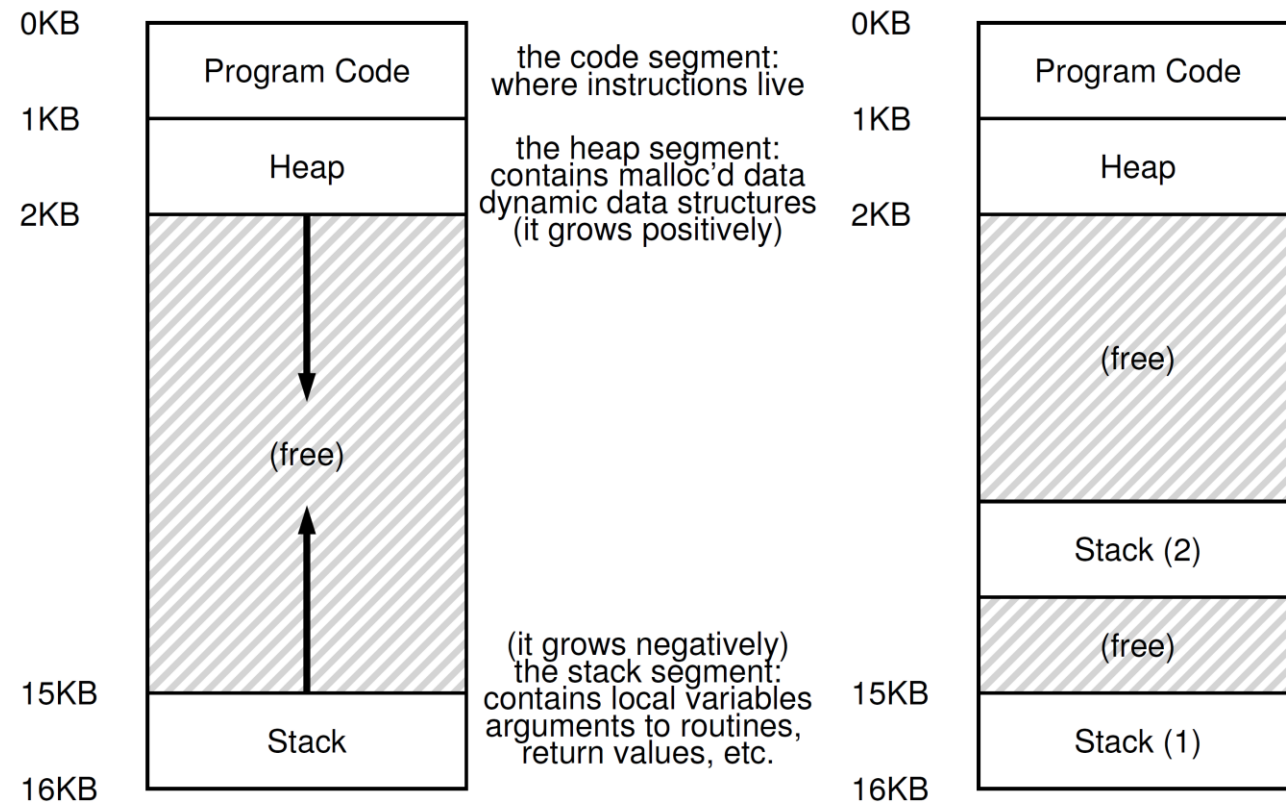 0KB
Program Code
the code segment:
where instructions live
1KB
Heap
the heap segment:
contains malloc’d data
dynamic data structures
(it grows positively)
2KB
(free)
(it grows negatively)
the stack segment:
contains local variables
arguments to routines,
return values, etc.
15KB
Stack
16KB
0KB
Program Code
1KB
Heap
2KB
(free)
Stack (2)
(free)
15KB
Stack (1)
16KB